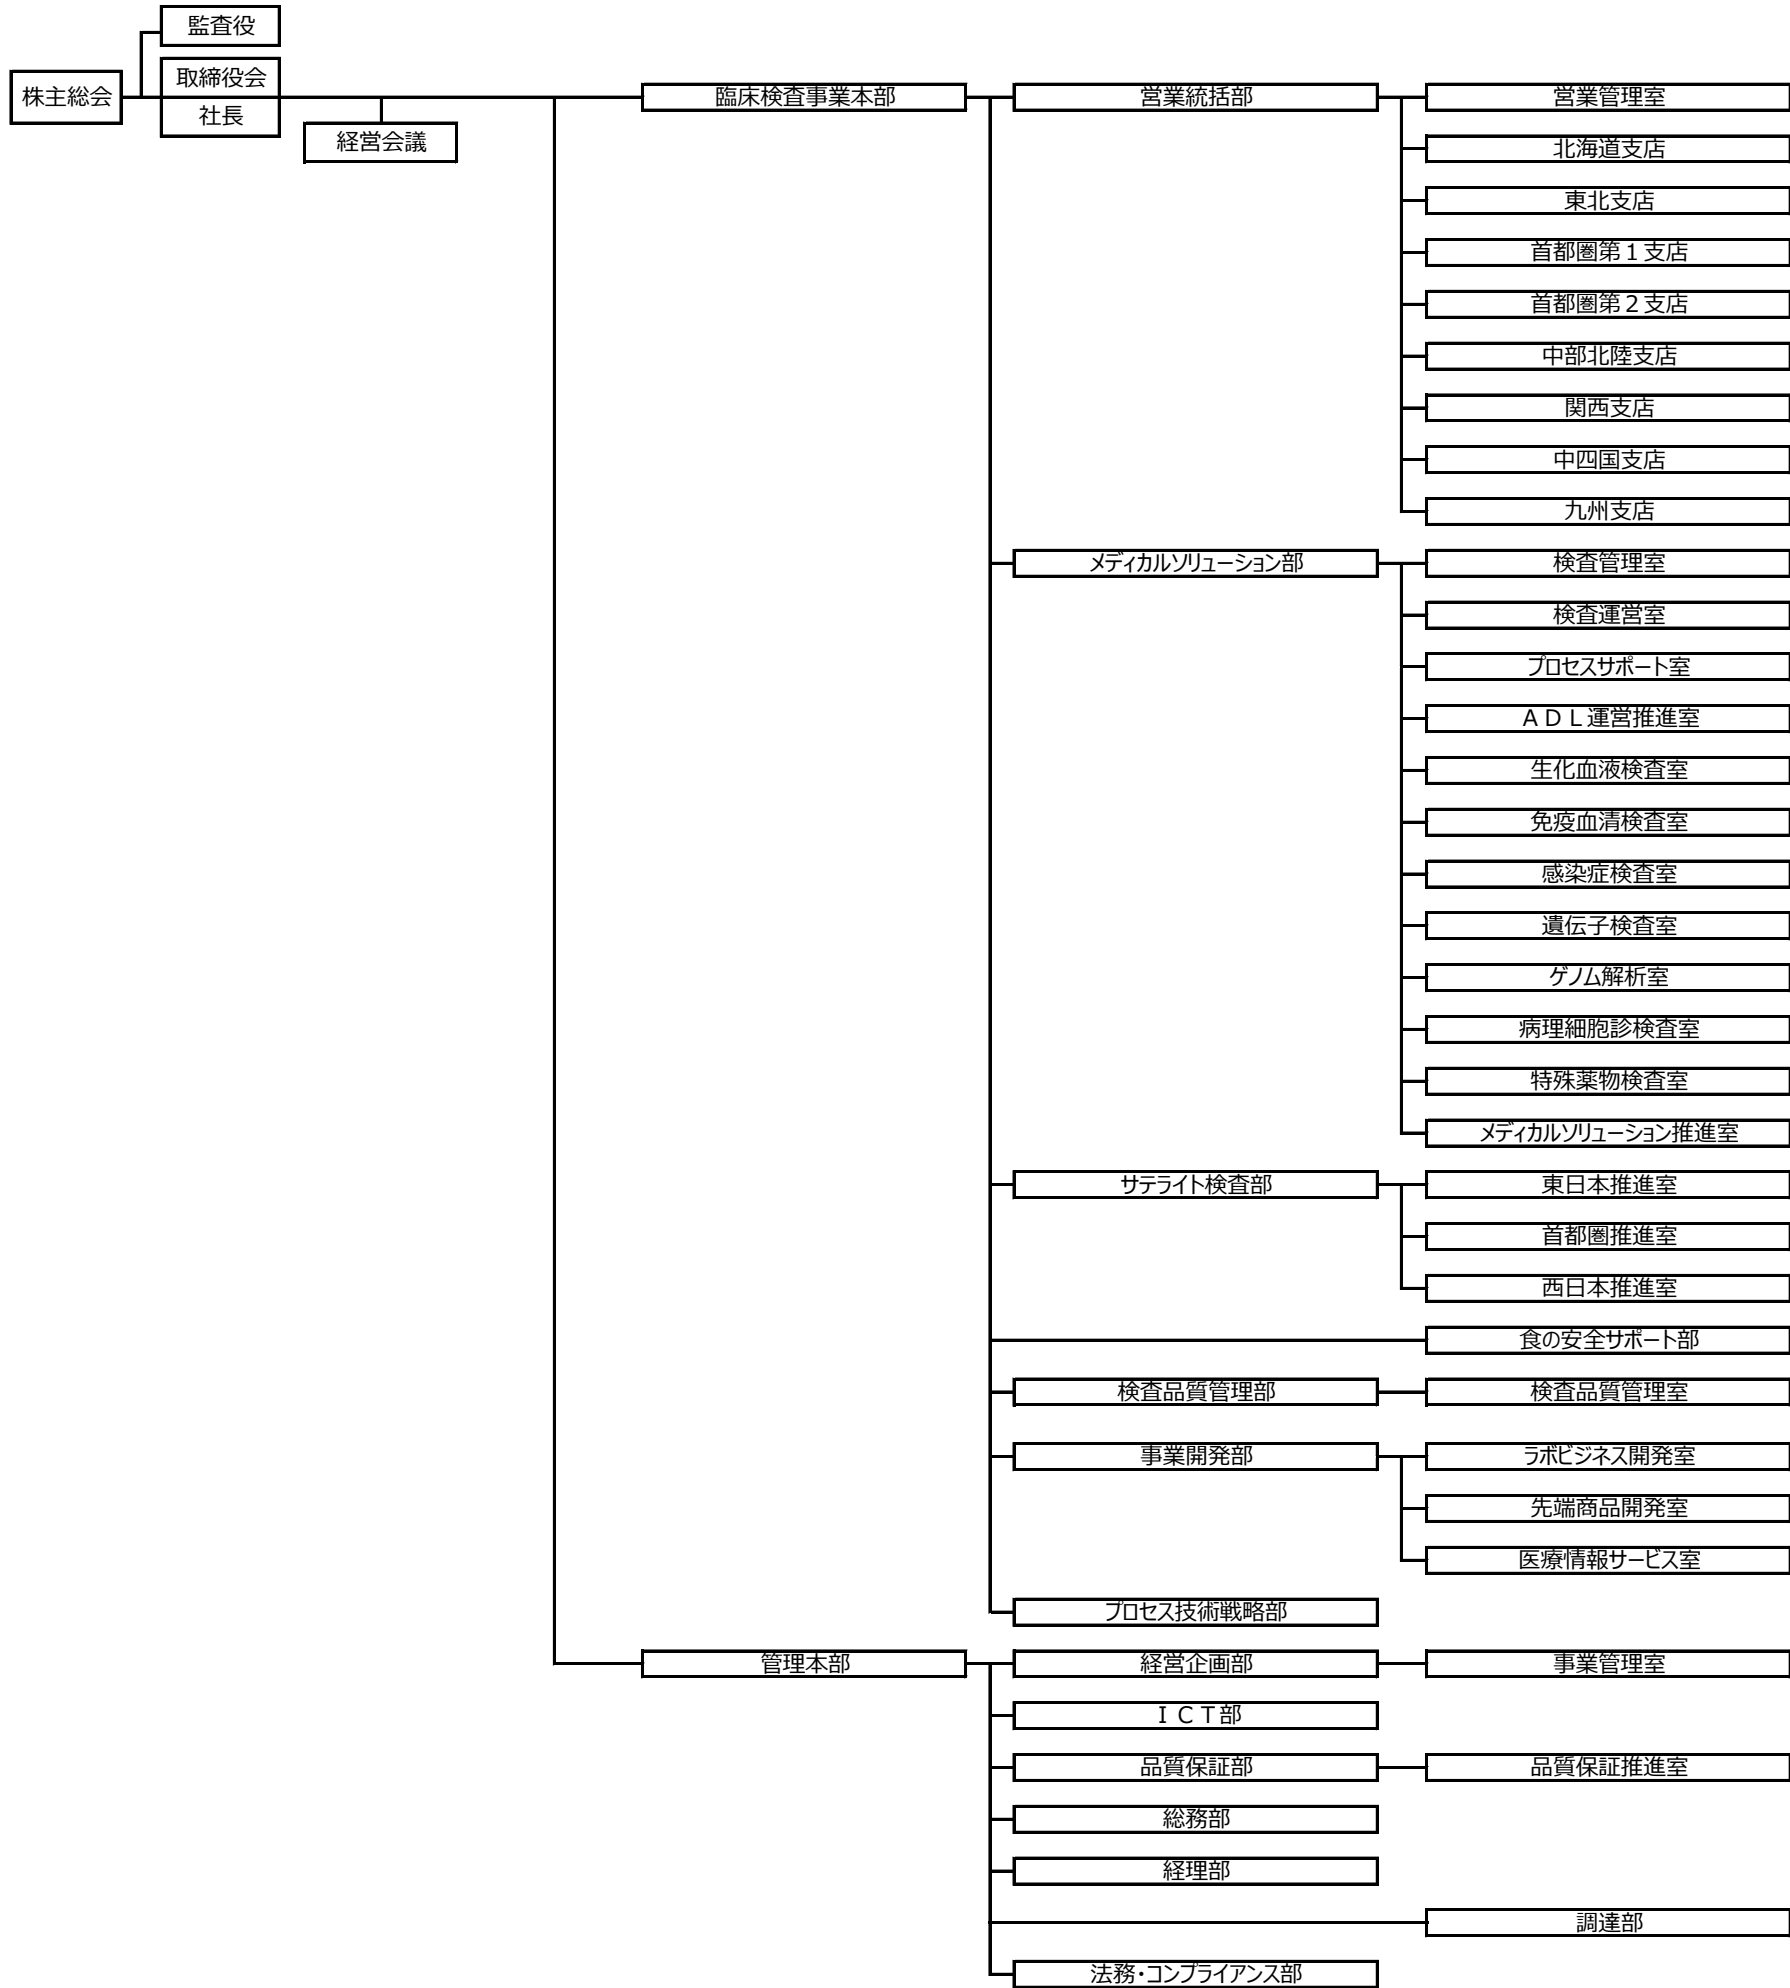 監査役
株主総会
取締役会
社長
経営会議
臨床検査事業本部
営業統括部
営業管理室
北海道支店
東北支店
首都圏第１支店
首都圏第２支店
中部北陸支店
関西支店
中四国支店
九州支店
メディカルソリューション部
検査管理室
検査運営室
プロセスサポート室
ＡＤＬ運営推進室
生化血液検査室
免疫血清検査室
感染症検査室
遺伝子検査室
ゲノム解析室
病理細胞診検査室
特殊薬物検査室
メディカルソリューション推進室
サテライト検査部
東日本推進室
首都圏推進室
西日本推進室
食の安全サポート部
検査品質管理部
検査品質管理室
事業開発部
ラボビジネス開発室
先端商品開発室
医療情報サービス室
プロセス技術戦略部
管理本部
経営企画部
事業管理室
ＩＣＴ部
品質保証部
品質保証推進室
総務部
経理部
調達部
法務・コンプライアンス部